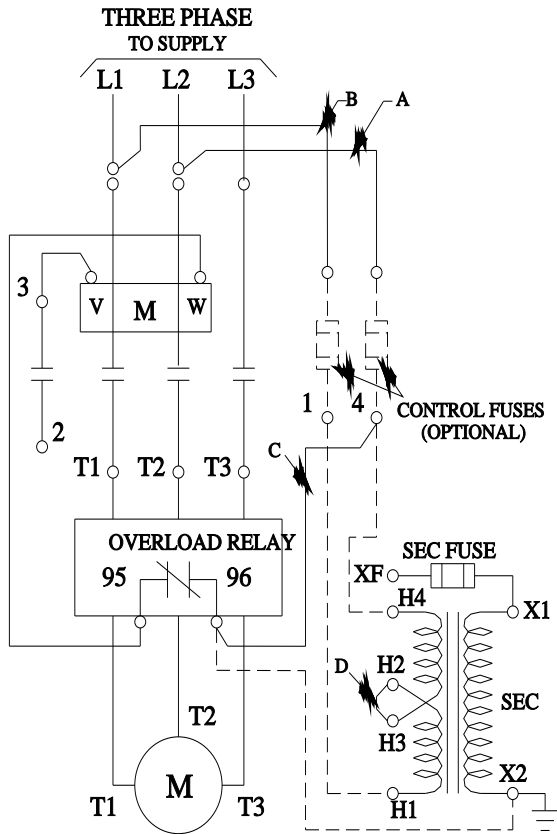 THREE PHASE
TO SUPPLY
L1 L2 L3
B A
3
V M W
2
1 4
CONTROL FUSES
(OPTIONAL)
C
T1 T2 T3
OVERLOAD RELAY
95 96
SEC FUSE
XF
H4 X1
D H2
SEC
H3
T2
M
T1 T3
X2
H1